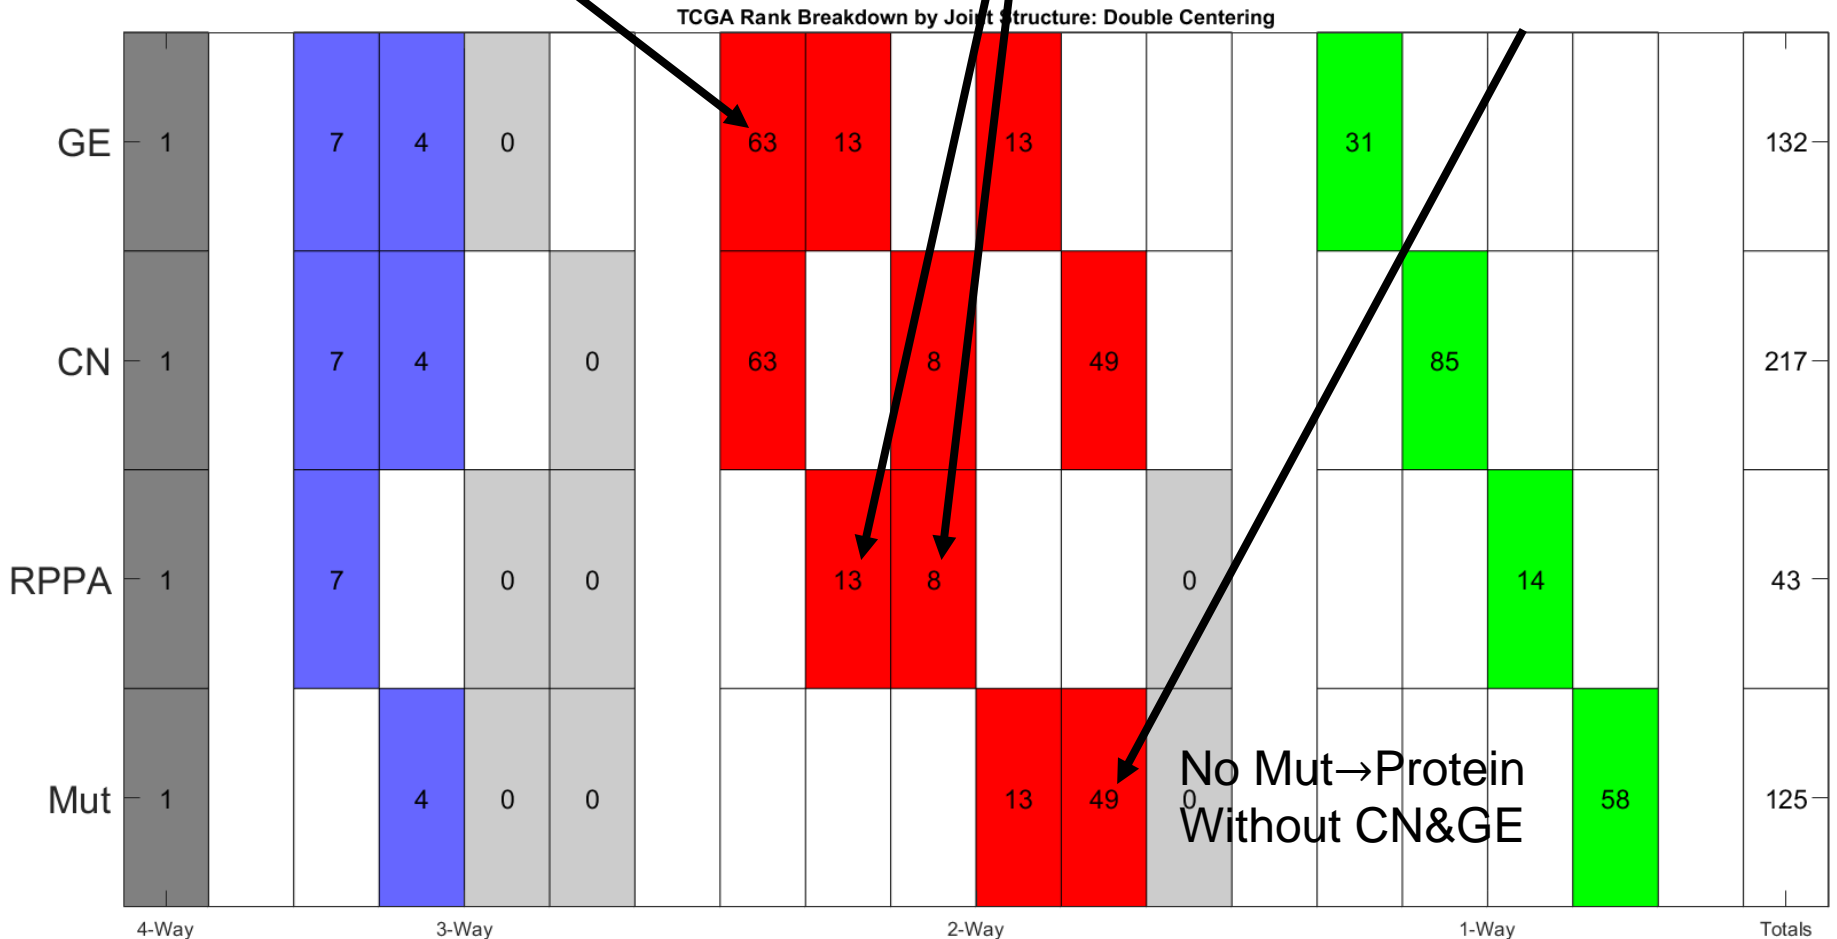 TCGA Rank Breakdown by Joint Structure: Double Centering
GE 1 7 4 0 63 13 13 31 132
CN 1 7 4 0 63 8 49 85 217
RPPA 1 7 0 0 13 8 0 14 43
Mut 1 4 0 0 13 49 0 58 125
No Mut→Protein
Without CN&GE
4-Way 3-Way 2-Way 1-Way Totals